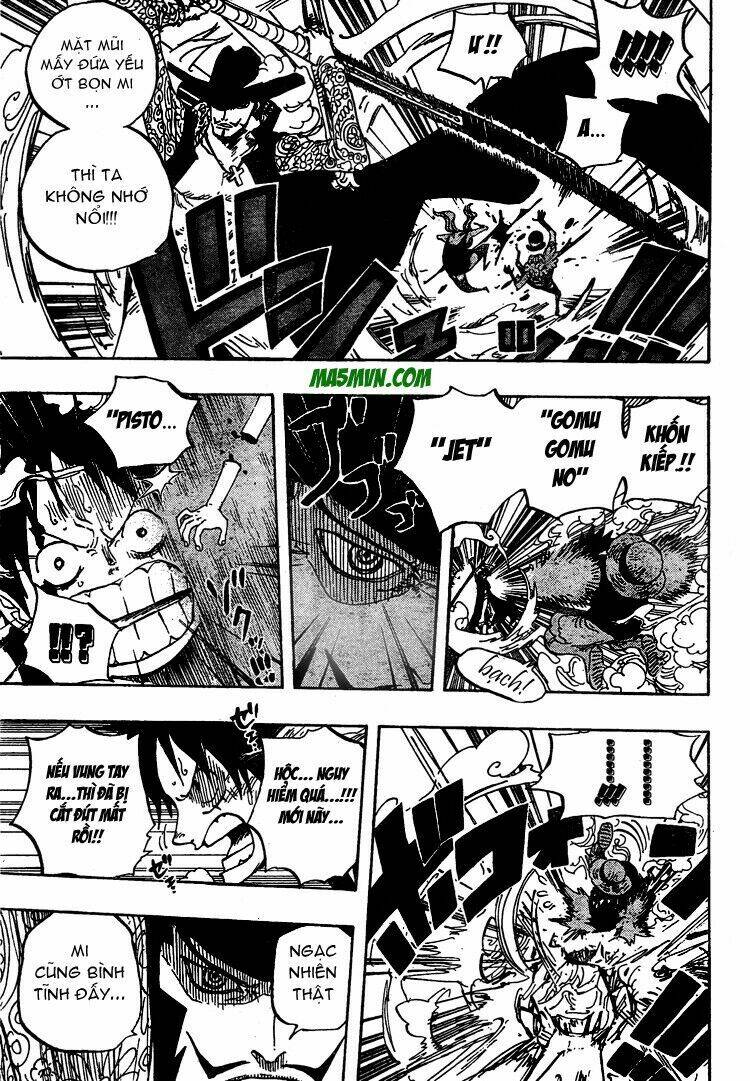 !!!!!
Ư !!
A...
MẶT MŨI
MẤY ĐỨA YẾU
ỚT BỌN MI
...
THÌ TA
KHÔNG NHỚ
NỔI!!!
MASMVN.COM
KHỐN
KIẾP.!!
"GOMU
GOMU
NO"
"JET"
bạch!
"PISTO...
!!?
HỘC... NGUY
HIỂM QUÁ...!!!
MỚI NÃY...
NẾU VUNG TAY
RA...THÌ ĐÃ BỊ
CẮT ĐỨT MẤT
RỒI!!
NGẠC
NHIÊN
THẬT
MI
CŨNG BÌNH
TĨNH ĐẤY...